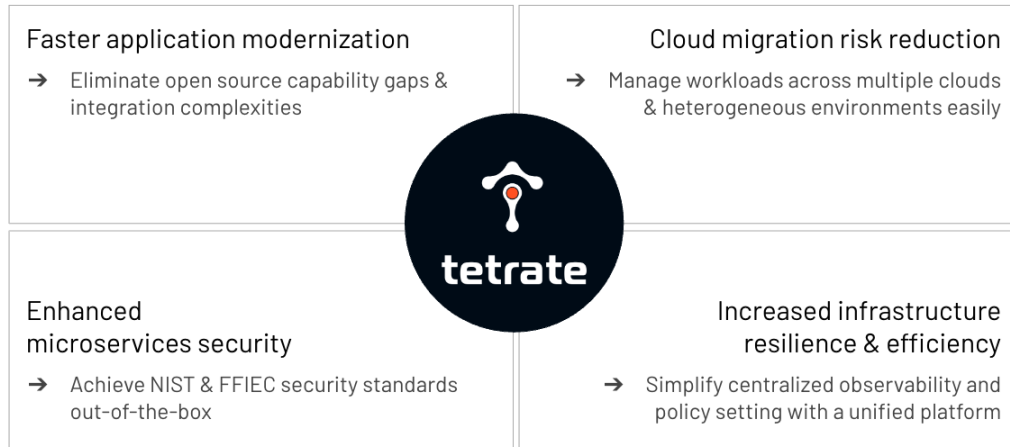 Faster application modernization
➔ Eliminate open source capability gaps &
integration complexities
Cloud migration risk reduction
➔ Manage workloads across multiple clouds
& heterogeneous environments easily
tetrate
Enhanced
microservices security
➔ Achieve NIST & FFIEC security standards
out-of-the-box
Increased infrastructure
resilience & efficiency
➔ Simplify centralized observability and
policy setting with a unified platform